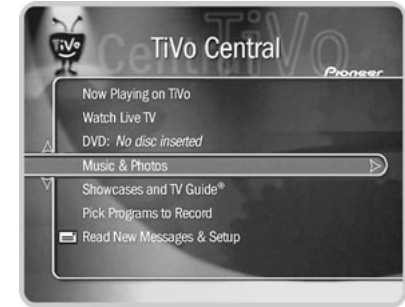 TiVo
TiVo Central
Pioneer
Now Playing on TiVo
Watch Live TV
DVD: No disc inserted
Music & Photos
Showcases and TV Guide®
Pick Programs to Record
Read New Messages & Setup